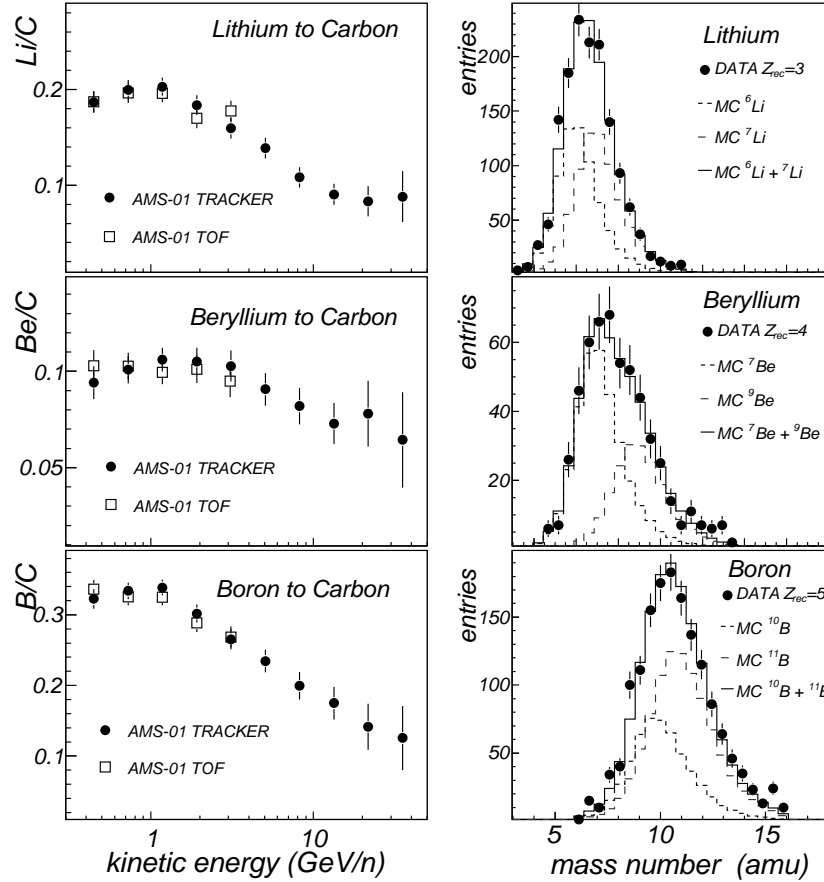 Li/C
Lithium to Carbon
0.2
0.1
AMS-01 TRACKER
AMS-01 TOF
entries
Lithium
DATA Z_rec=3
MC ⁶Li
MC ⁷Li
MC ⁶Li + ⁷Li
200
150
100
50
Be/C
Beryllium to Carbon
0.1
0.05
AMS-01 TRACKER
AMS-01 TOF
entries
Beryllium
DATA Z_rec=4
MC ⁷Be
MC ⁹Be
MC ⁷Be + ⁹Be
60
40
20
B/C
Boron to Carbon
0.3
0.2
0.1
AMS-01 TRACKER
AMS-01 TOF
1
10
kinetic energy (GeV/n)
entries
Boron
DATA Z_rec=5
MC ¹⁰B
MC ¹¹B
MC ¹⁰B + ¹¹B
150
100
50
5
10
15
mass number (amu)